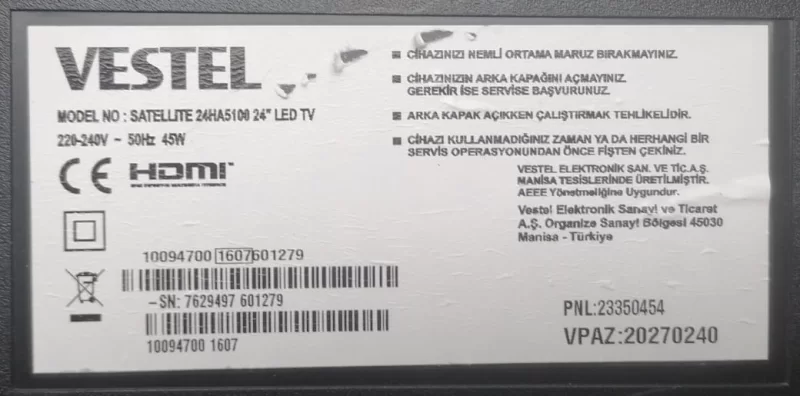 VESTEL
MODEL NO : SATELLITE 24HA5100 24" LED TV
220-240V ~ 50Hz 45W
CE HDMI
10094700 1607601279
-SN: 7629497 601279
10094700 1607
CİHAZINIZI NEMLİ ORTAMA MARUZ BIRAKMAYINIZ.
CİHAZINIZIN ARKA KAPAĞINI AÇMAYINIZ.
GEREKİR İSE SERVİSE BAŞVURUNUZ.
ARKA KAPAK AÇIKKEN ÇALIŞTIRMAK TEHLİKELİDİR.
CİHAZI KULLANMADIĞINIZ ZAMAN YA DA HERHANGİ BİR
SERVİS OPERASYONUNDAN ÖNCE FİŞTEN ÇEKİNİZ.
VESTEL ELEKTRONİK SAN. VE TİC.A.Ş.
MANİSA TESİSLERİNDE ÜRETİLMİŞTİR.
AEEE Yönetmeliğine Uygundur.
Vestel Elektronik Sanayi ve Ticaret
A.Ş. Organize Sanayi Bölgesi 45030
Manisa - Türkiye
PNL:23350454
VPAZ:20270240